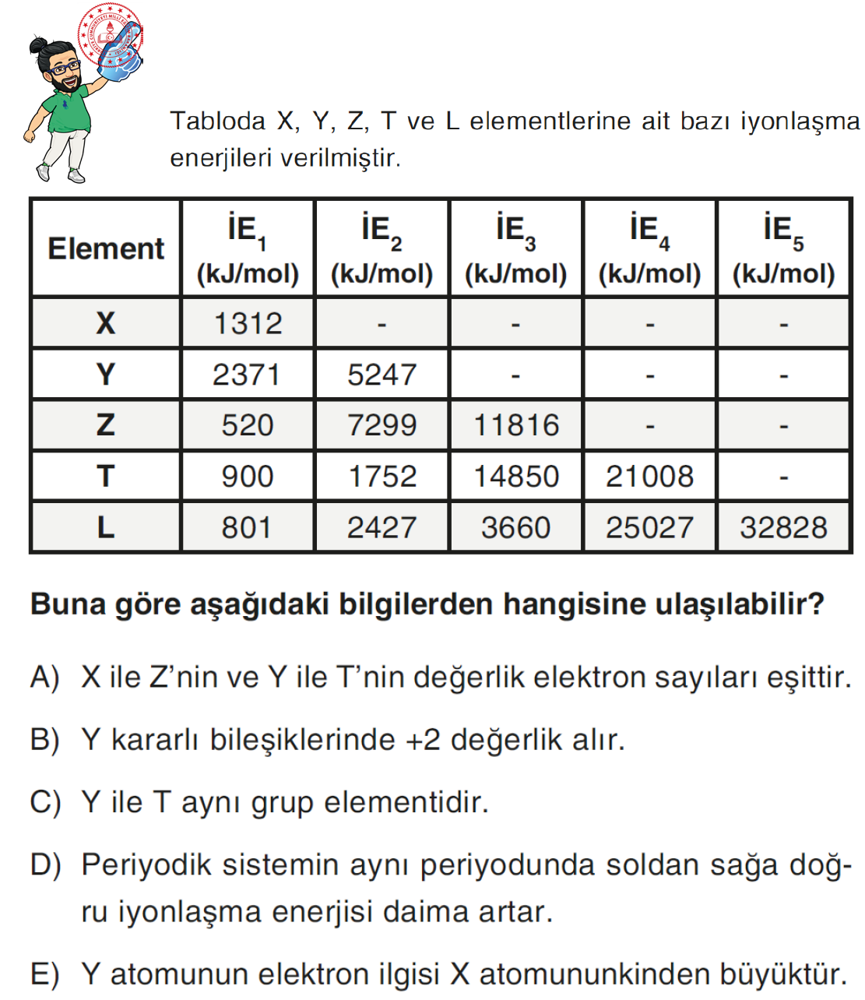 Tabloda X, Y, Z, T ve L elementlerine ait bazı iyonlaşma
enerjileri verilmiştir.
Element İE1 (kJ/mol) İE2 (kJ/mol) İE3 (kJ/mol) İE4 (kJ/mol) İE5 (kJ/mol)
X 1312 - - - -
Y 2371 5247 - - -
Z 520 7299 11816 - -
T 900 1752 14850 21008 -
L 801 2427 3660 25027 32828
Buna göre aşağıdaki bilgilerden hangisine ulaşılabilir?
A) X ile Z’nin ve Y ile T’nin değerlik elektron sayıları eşittir.
B) Y kararlı bileşiklerinde +2 değerlik alır.
C) Y ile T aynı grup elementidir.
D) Periyodik sistemin aynı periyodunda soldan sağa doğ-
ru iyonlaşma enerjisi daima artar.
E) Y atomunun elektron ilgisi X atomununkinden büyüktür.